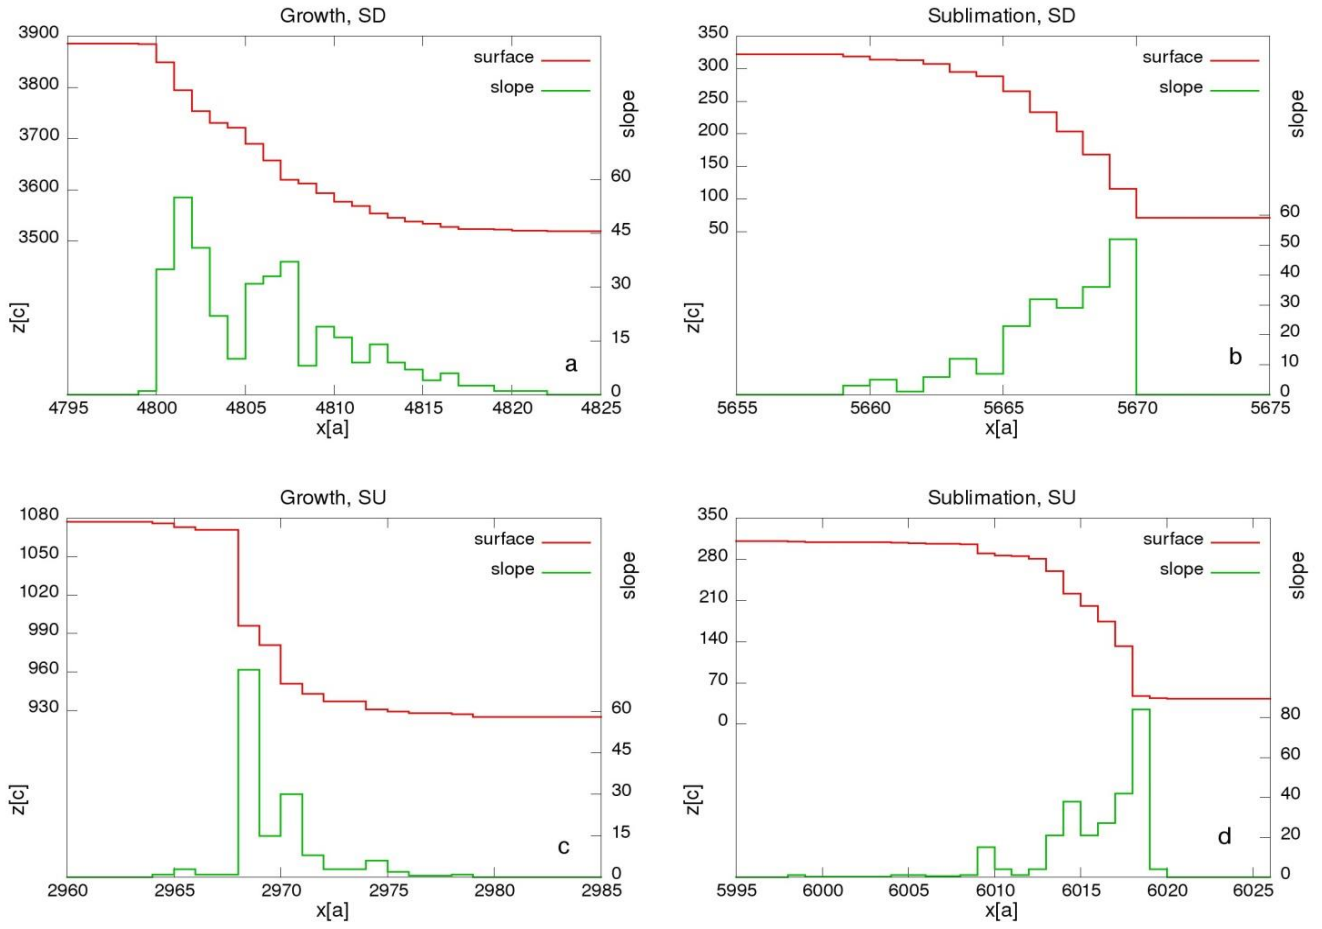 Growth, SD
3900
3800
3700
3600
3500
z[c]
surface
slope
slope
60
45
30
15
0
a
4795 4800 4805 4810 4815 4820 4825
x[a]
Sublimation, SD
350
300
250
200
150
100
50
z[c]
surface
slope
slope
60
50
40
30
20
10
0
b
5655 5660 5665 5670 5675
x[a]
Growth, SU
1080
1050
1020
990
960
930
z[c]
surface
slope
slope
60
45
30
15
0
c
2960 2965 2970 2975 2980 2985
x[a]
Sublimation, SU
350
280
210
140
70
0
z[c]
surface
slope
slope
80
60
40
20
0
d
5995 6000 6005 6010 6015 6020 6025
x[a]